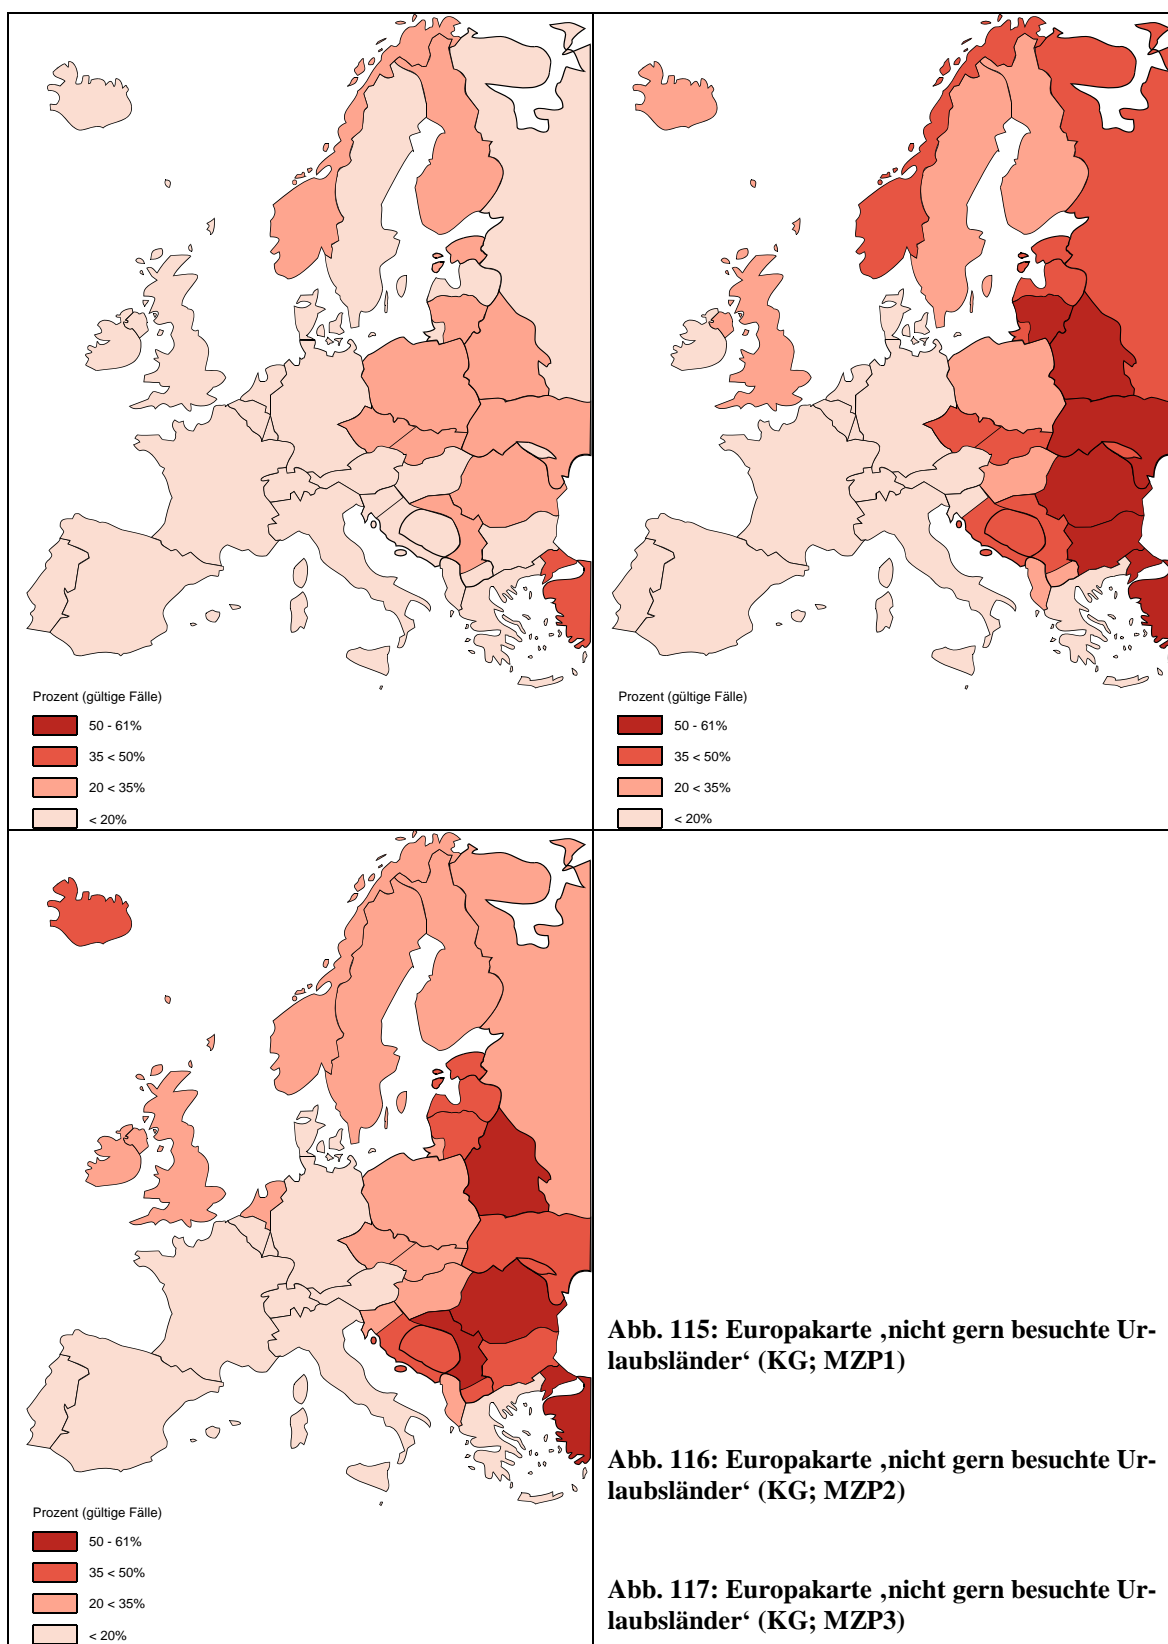 Prozent (gültige Fälle)
50 - 61%
35 < 50%
20 < 35%
< 20%
Prozent (gültige Fälle)
50 - 61%
35 < 50%
20 < 35%
< 20%
Prozent (gültige Fälle)
50 - 61%
35 < 50%
20 < 35%
< 20%
Abb. 115: Europakarte ‚nicht gern besuchte Ur-
laubsländer‘ (KG; MZP1)
Abb. 116: Europakarte ‚nicht gern besuchte Ur-
laubsländer‘ (KG; MZP2)
Abb. 117: Europakarte ‚nicht gern besuchte Ur-
laubsländer‘ (KG; MZP3)